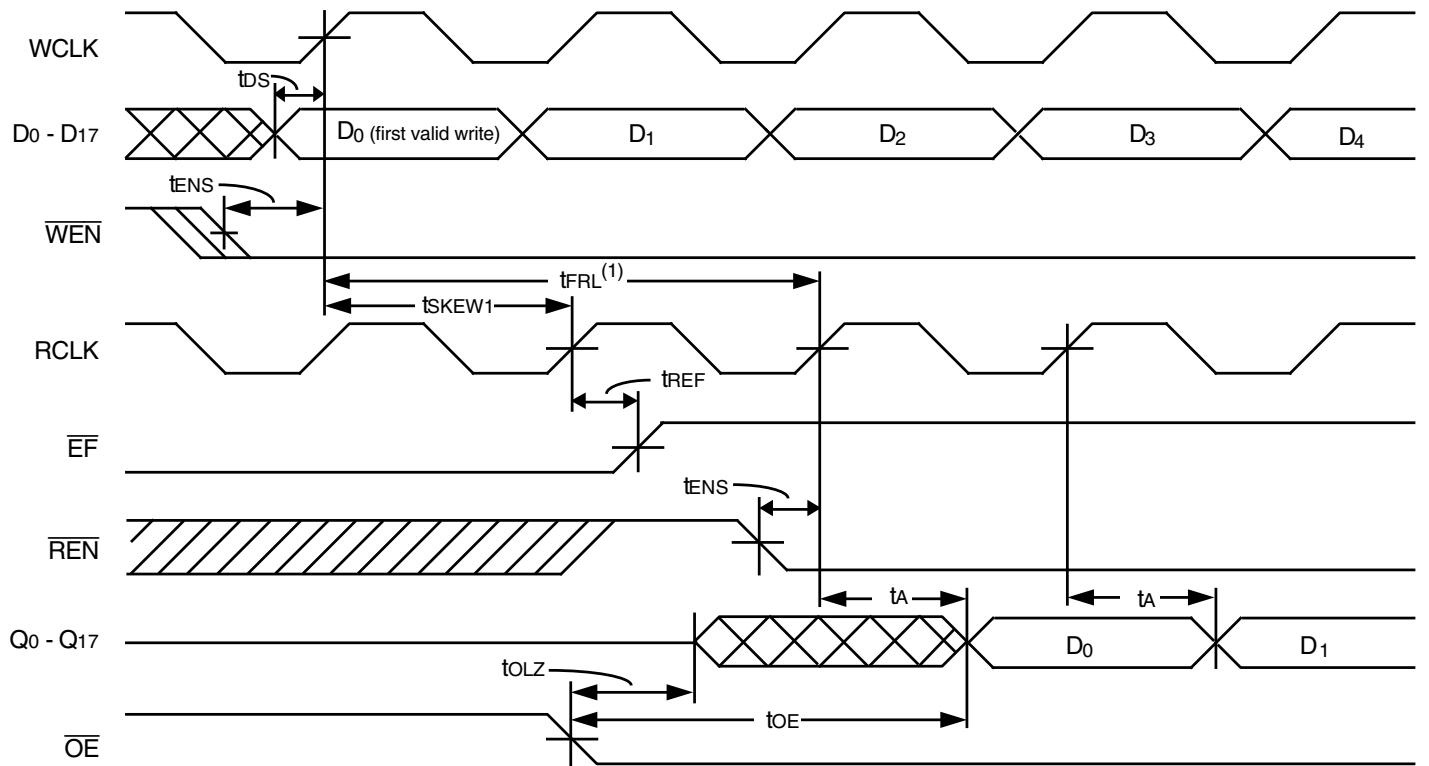 WCLK
tDS
D0 - D17
D0 (first valid write)
D1
D2
D3
D4
tENS
WEN
tFRL(1)
tSKEW1
RCLK
tREF
EF
tENS
REN
tA
tA
Q0 - Q17
D0
D1
tOLZ
tOE
OE